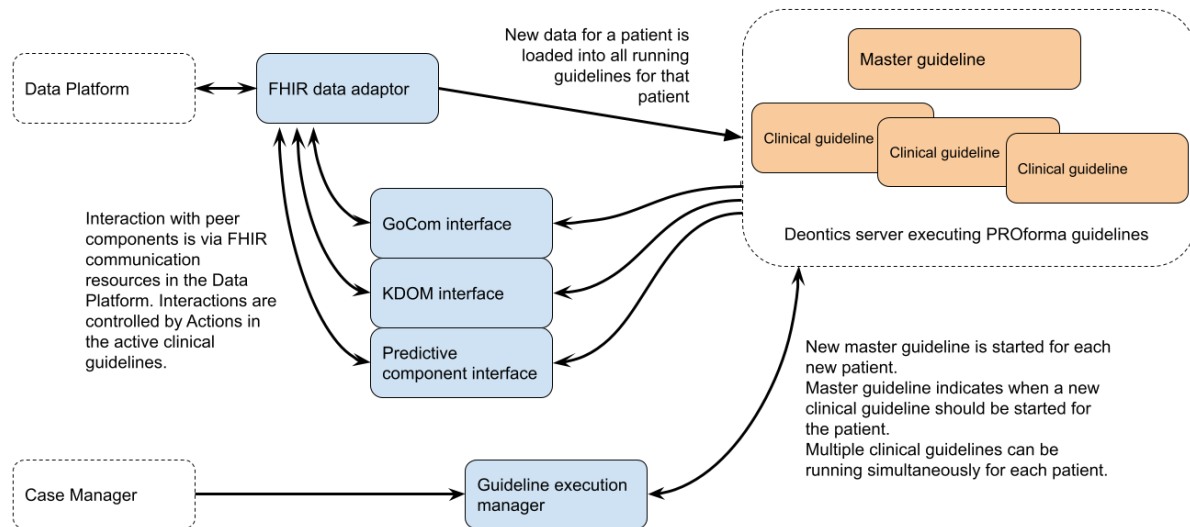 New data for a patient is
loaded into all running
guidelines for that
patient
Master guideline
Data Platform
FHIR data adaptor
Clinical guideline
Clinical guideline
Clinical guideline
Interaction with peer
components is via FHIR
communication
resources in the Data
Platform. Interactions are
controlled by Actions in
the active clinical
guidelines.
GoCom interface
KDOM interface
Predictive
component interface
Deontics server executing PROforma guidelines
New master guideline is started for each
new patient.
Master guideline indicates when a new
clinical guideline should be started for
the patient.
Multiple clinical guidelines can be
running simultaneously for each patient.
Case Manager
Guideline execution
manager